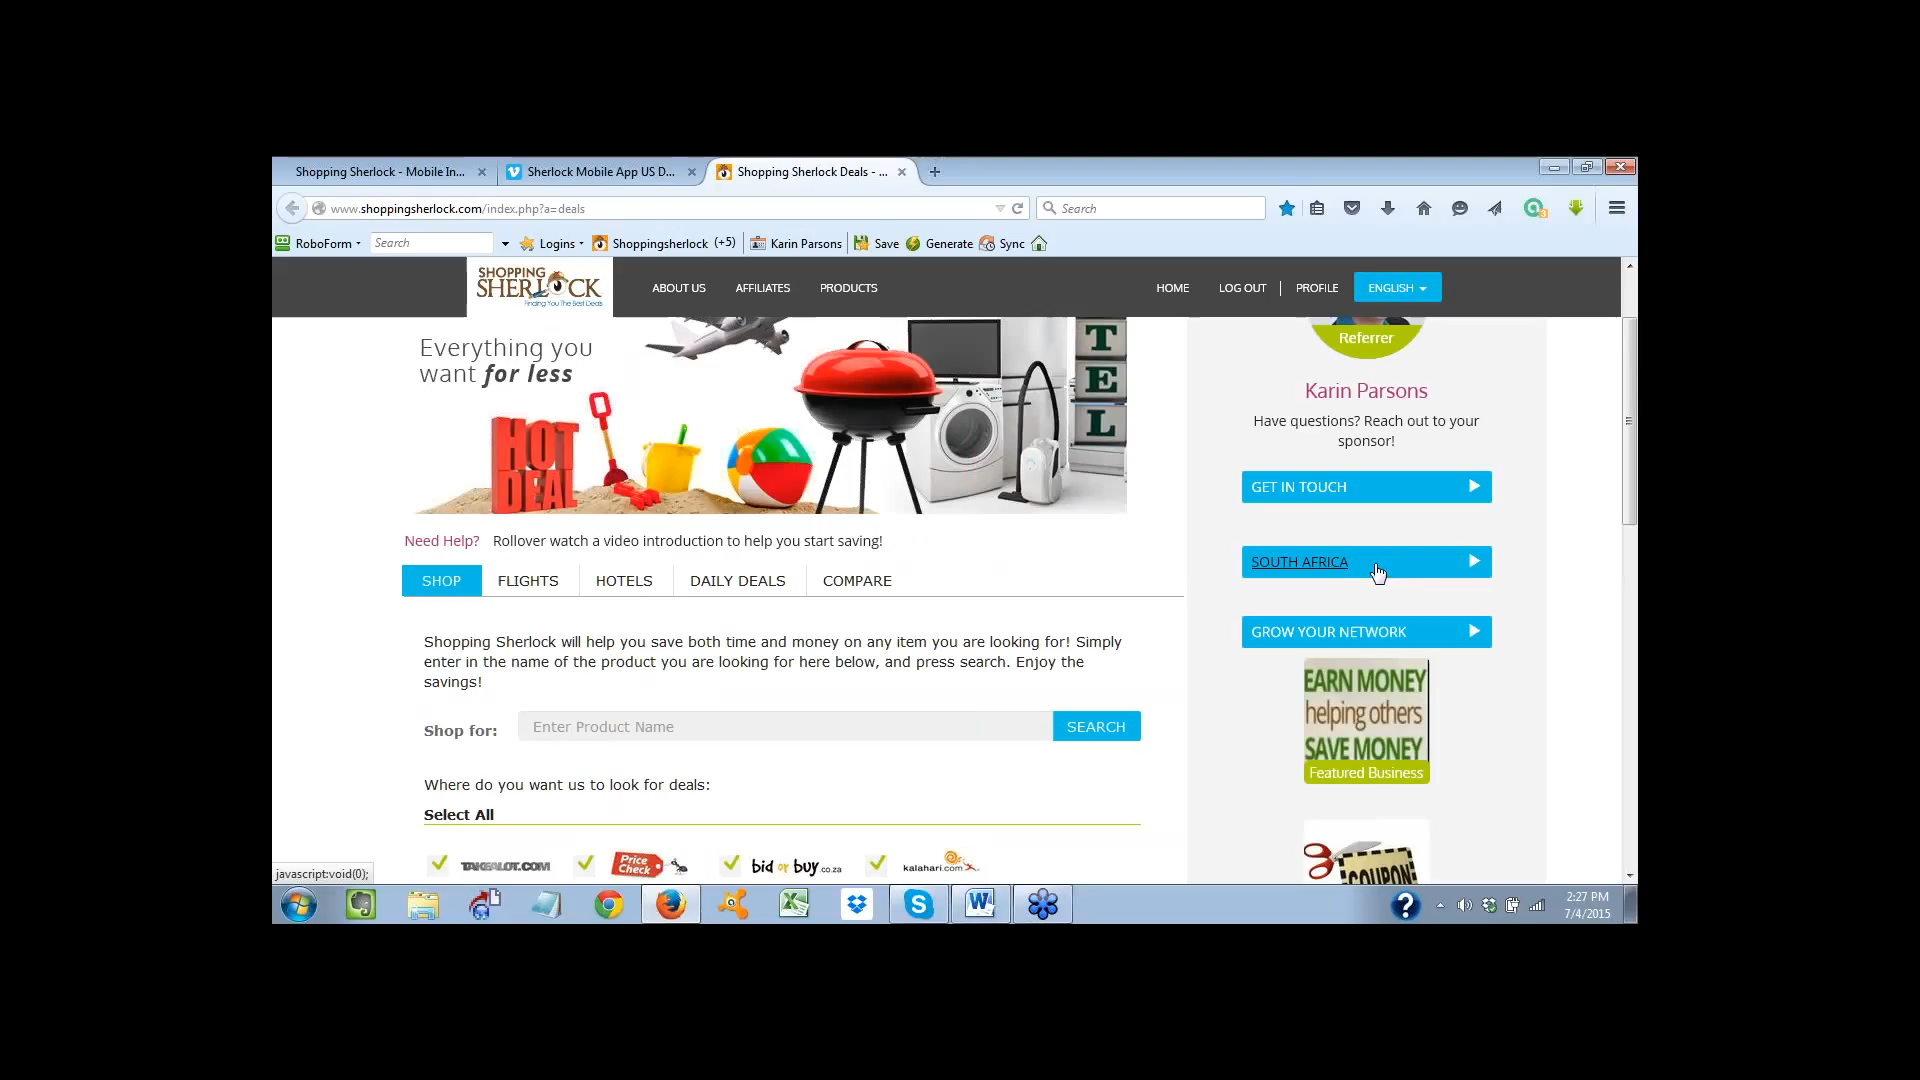 Shopping Sherlock - Mobile In...
Sherlock Mobile App US D...
Shopping Sherlock Deals - ...
www.shoppingsherlock.com/index.php?a=deals
Search
RoboForm
Search
Logins
Shoppingsherlock (+5)
Karin Parsons
Save
Generate
Sync
SHOPPING
SHERLOCK
Finding You The Best Deals
ABOUT US
AFFILIATES
PRODUCTS
HOME
LOG OUT
PROFILE
ENGLISH
Everything you
want for less
HOT
DEAL
T
E
L
Referrer
Karin Parsons
Have questions? Reach out to your
sponsor!
GET IN TOUCH
SOUTH AFRICA
GROW YOUR NETWORK
EARN MONEY
helping others
SAVE MONEY
Featured Business
COUPON
Need Help? Rollover watch a video introduction to help you start saving!
SHOP
FLIGHTS
HOTELS
DAILY DEALS
COMPARE
Shopping Sherlock will help you save both time and money on any item you are looking for! Simply
enter in the name of the product you are looking for here below, and press search. Enjoy the
savings!
Shop for:
Enter Product Name
SEARCH
Where do you want us to look for deals:
Select All
TAKEALOT.COM
Price
Check
bid or buy.co.za
kalahari.com
javascript:void(0);
2:27 PM
7/4/2015